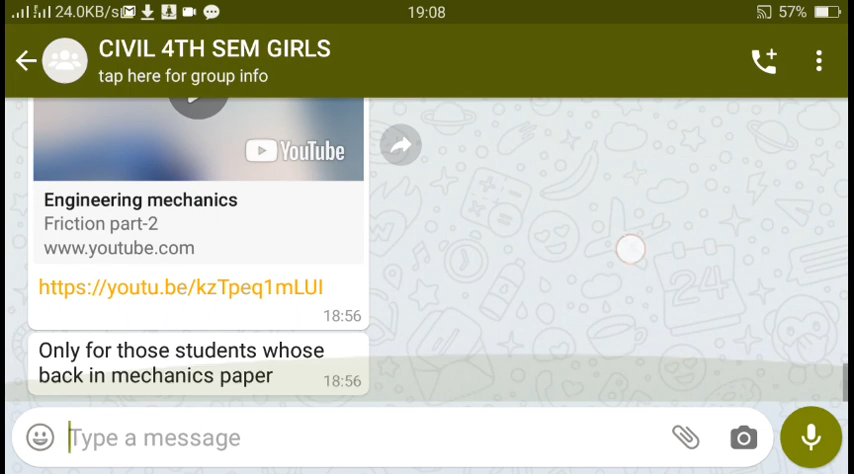 24.0KB/s
19:08
57%
CIVIL 4TH SEM GIRLS
tap here for group info
YouTube
Engineering mechanics
Friction part-2
www.youtube.com
https://youtu.be/kzTpeq1mLUI
18:56
Only for those students whose
back in mechanics paper
18:56
24
Type a message